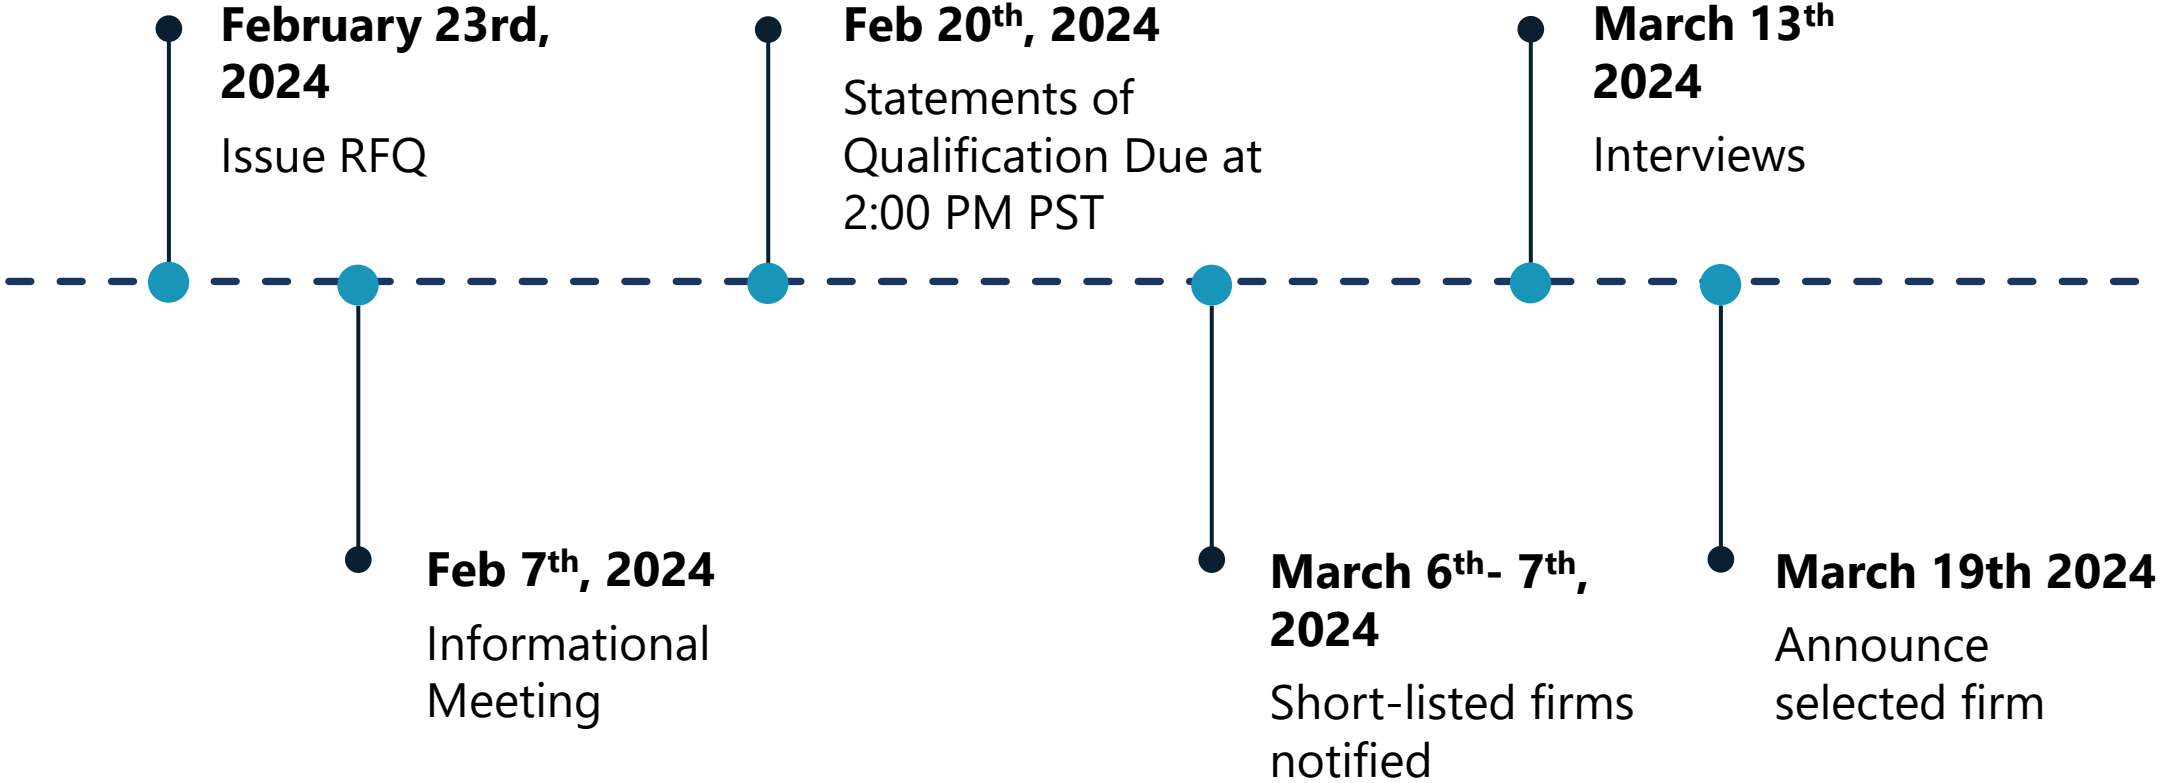 February 23rd,
2024
Issue RFQ
Feb 7th, 2024
Informational
Meeting
Feb 20th, 2024
Statements of
Qualification Due at
2:00 PM PST
March 6th- 7th,
2024
Short-listed firms
notified
March 13th
2024
Interviews
March 19th 2024
Announce
selected firm